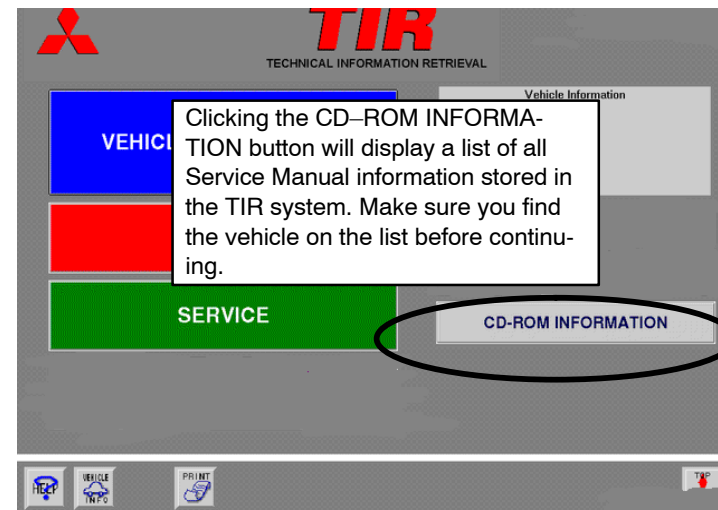 TIR
TECHNICAL INFORMATION RETRIEVAL
Vehicle Information
VEHICL
Clicking the CD–ROM INFORMA-
TION button will display a list of all
Service Manual information stored in
the TIR system. Make sure you find
the vehicle on the list before continu-
ing.
SERVICE
CD-ROM INFORMATION
HELP
VEHICLE
INFO
PRINT
TOP